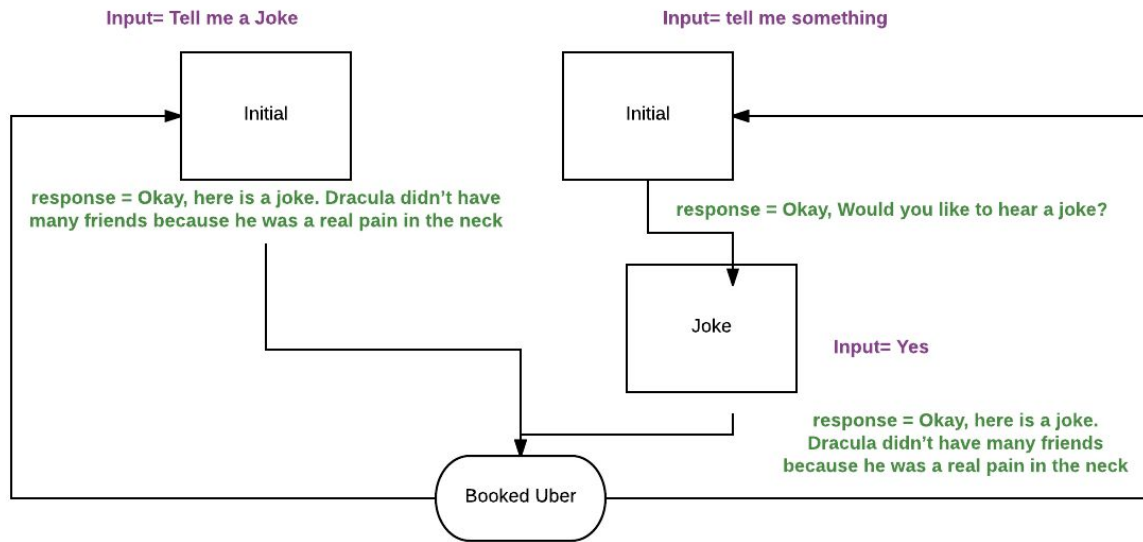 Input= Tell me a Joke
Input= tell me something
Initial
Initial
response = Okay, here is a joke. Dracula didn't have
many friends because he was a real pain in the neck
response = Okay, Would you like to hear a joke?
Joke
Input= Yes
response = Okay, here is a joke.
Dracula didn't have many friends
because he was a real pain in the neck
Booked Uber